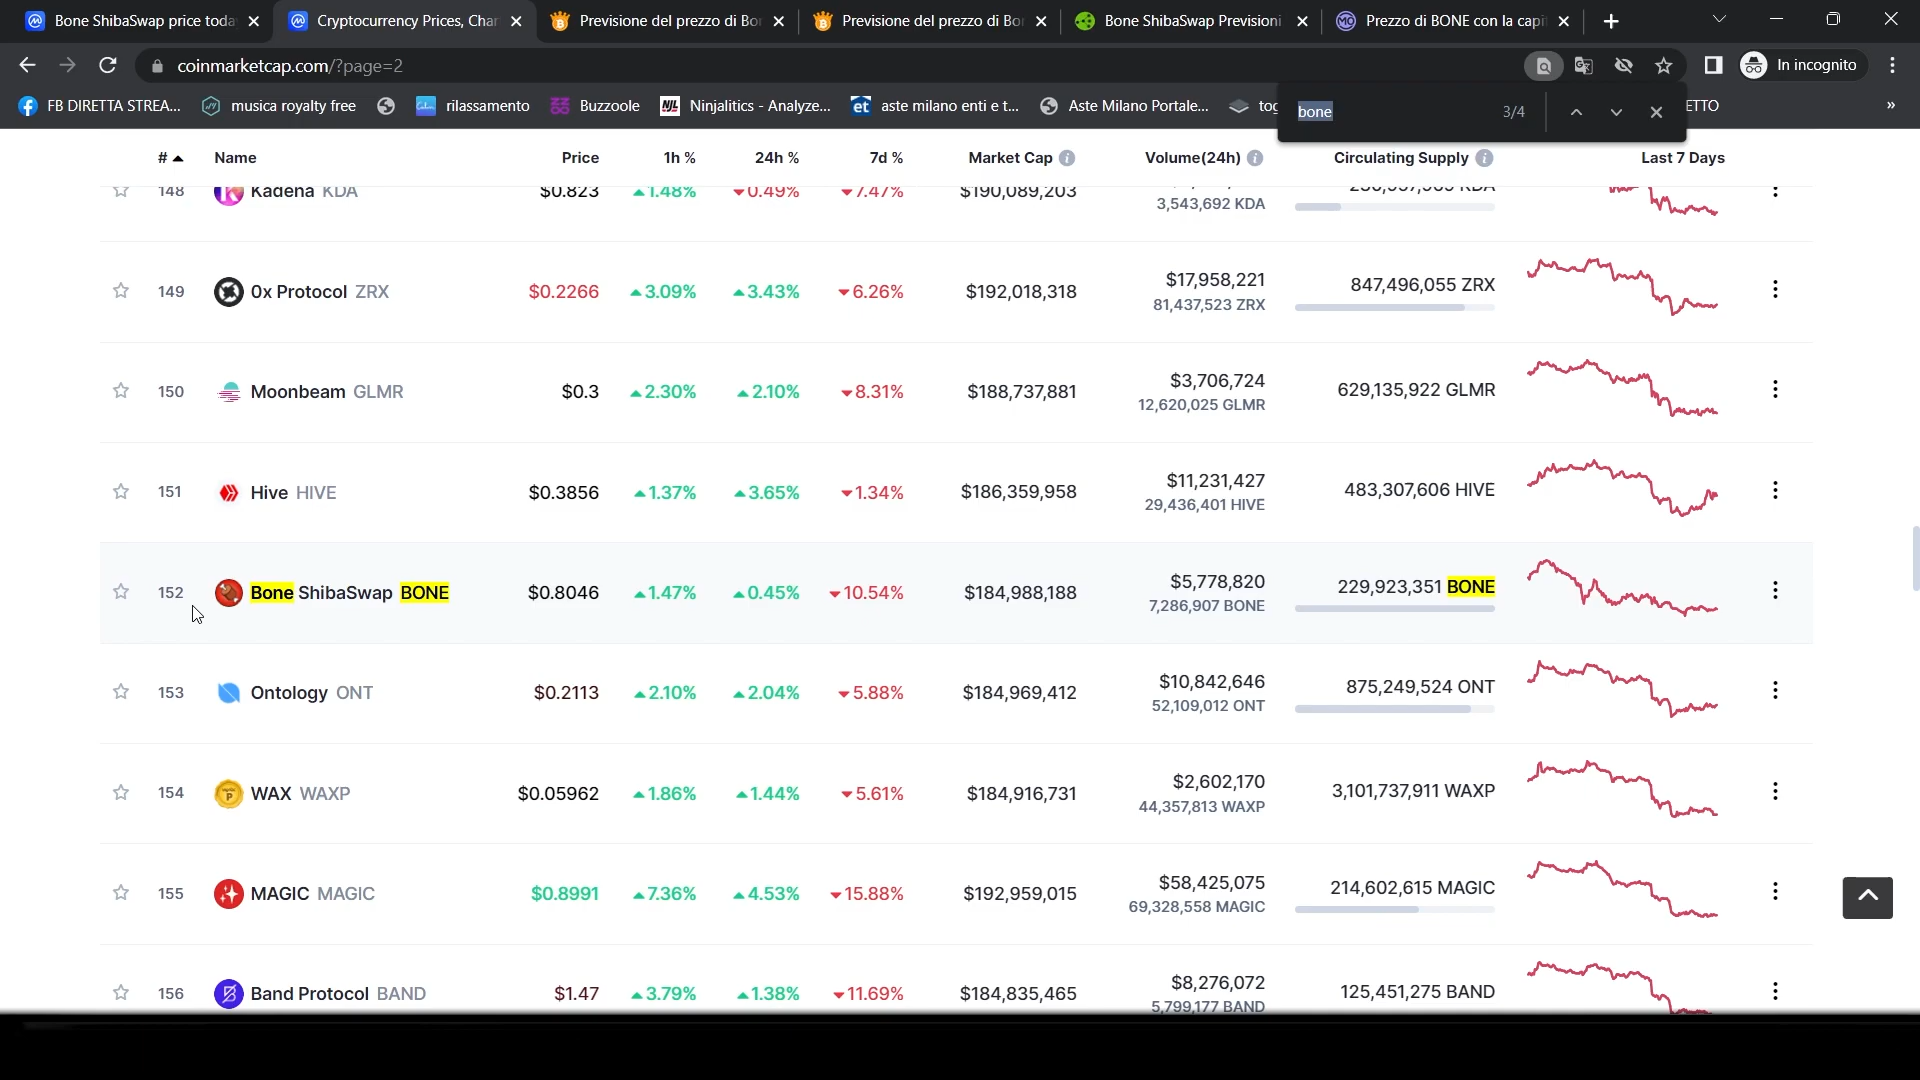 Bone ShibaSwap price toda
Cryptocurrency Prices, Char
Previsione del prezzo di Bo
Previsione del prezzo di Bo
Bone ShibaSwap Previsioni
Prezzo di BONE con la capi
coinmarketcap.com/?page=2
In incognito
FB DIRETTA STREA...
musica royalty free
rilassamento
Buzzoole
Ninjalitics - Analyze...
aste milano enti e t...
Aste Milano Portale...
tog
ETTO
»
bone
3/4
# Name Price 1h % 24h % 7d % Market Cap Volume(24h) Circulating Supply Last 7 Days
148 Kadena KDA $0.823 1.48% 0.49% 7.47% $190,089,203
3,543,692 KDA
149 0x Protocol ZRX $0.2266 3.09% 3.43% 6.26% $192,018,318 $17,958,221 847,496,055 ZRX
81,437,523 ZRX
150 Moonbeam GLMR $0.3 2.30% 2.10% 8.31% $188,737,881 $3,706,724 629,135,922 GLMR
12,620,025 GLMR
151 Hive HIVE $0.3856 1.37% 3.65% 1.34% $186,359,958 $11,231,427 483,307,606 HIVE
29,436,401 HIVE
152 Bone ShibaSwap BONE $0.8046 1.47% 0.45% 10.54% $184,988,188 $5,778,820 229,923,351 BONE
7,286,907 BONE
153 Ontology ONT $0.2113 2.10% 2.04% 5.88% $184,969,412 $10,842,646 875,249,524 ONT
52,109,012 ONT
154 WAX WAXP $0.05962 1.86% 1.44% 5.61% $184,916,731 $2,602,170 3,101,737,911 WAXP
44,357,813 WAXP
155 MAGIC MAGIC $0.8991 7.36% 4.53% 15.88% $192,959,015 $58,425,075 214,602,615 MAGIC
69,328,558 MAGIC
156 Band Protocol BAND $1.47 3.79% 1.38% 11.69% $184,835,465 $8,276,072 125,451,275 BAND
5,799,177 BAND